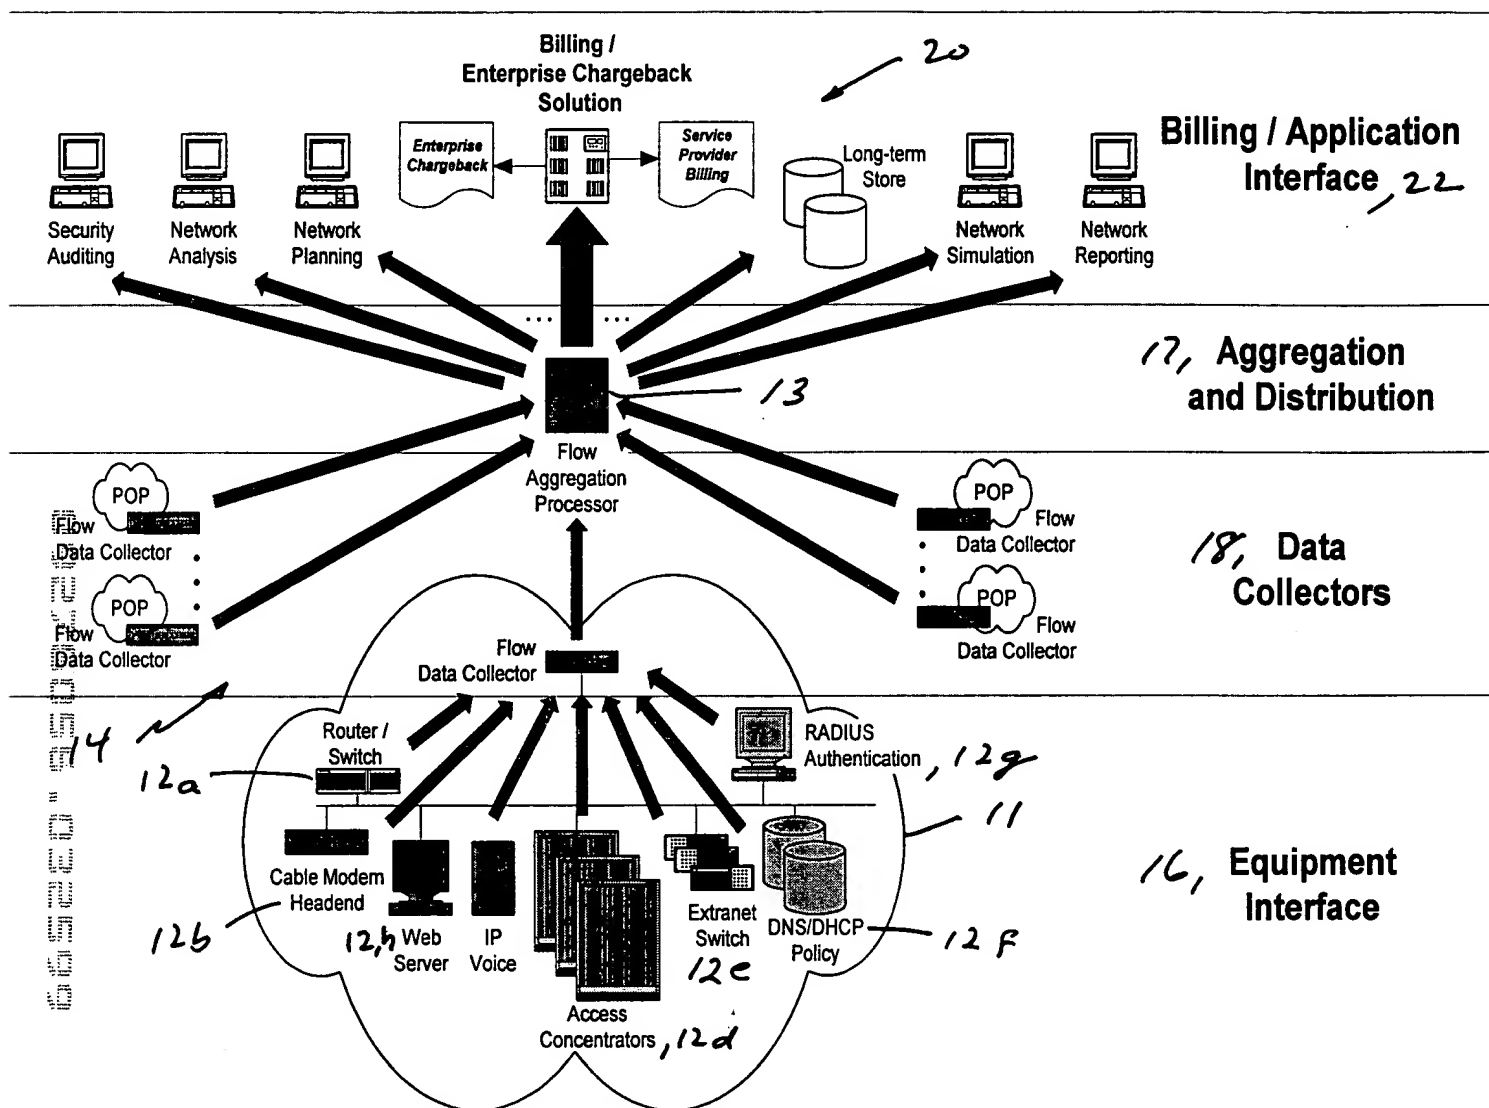 Billing /
Enterprise Chargeback
Solution
20
Enterprise
Chargeback
Service
Provider
Billing
Long-term
Store
Billing / Application
Interface, 22
Security
Auditing
Network
Analysis
Network
Planning
Network
Simulation
Network
Reporting
17, Aggregation
and Distribution
13
Flow
Aggregation
Processor
POP
Flow
Data Collector
POP
Flow
Data Collector
POP
Flow
Data Collector
POP
Flow
Data Collector
18, Data
Collectors
Flow
Data Collector
14
Router /
Switch
12a
RADIUS
Authentication, 12g
11
Cable Modem
Headend
12b
12,h Web
Server
IP
Voice
Access
Concentrators, 12d
Extranet
Switch
12e
DNS/DHCP
Policy
12f
16, Equipment
Interface